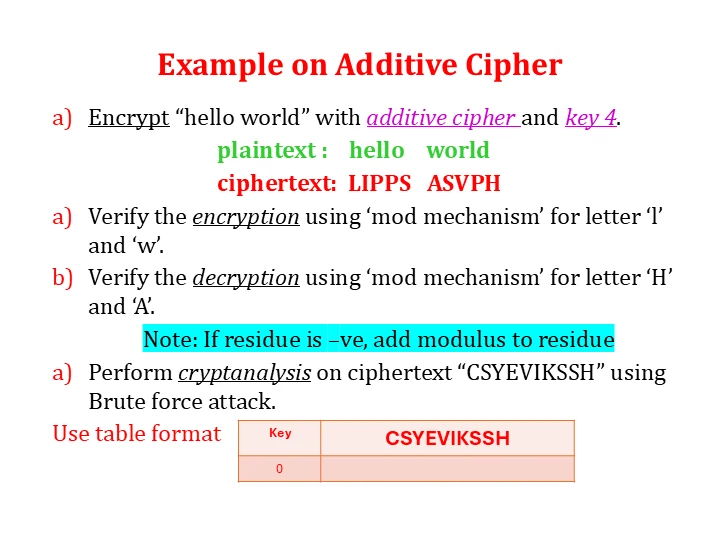 Example on Additive Cipher
a) Encrypt “hello world” with additive cipher and key 4.
plaintext : hello world
ciphertext: LIPPS ASVPH
a) Verify the encryption using ‘mod mechanism’ for letter ‘l’
and ‘w’.
b) Verify the decryption using ‘mod mechanism’ for letter ‘H’
and ‘A’.
Note: If residue is –ve, add modulus to residue
a) Perform cryptanalysis on ciphertext “CSYEVIKSSH” using
Brute force attack.
Use table format
Key CSYEVIKSSH
0